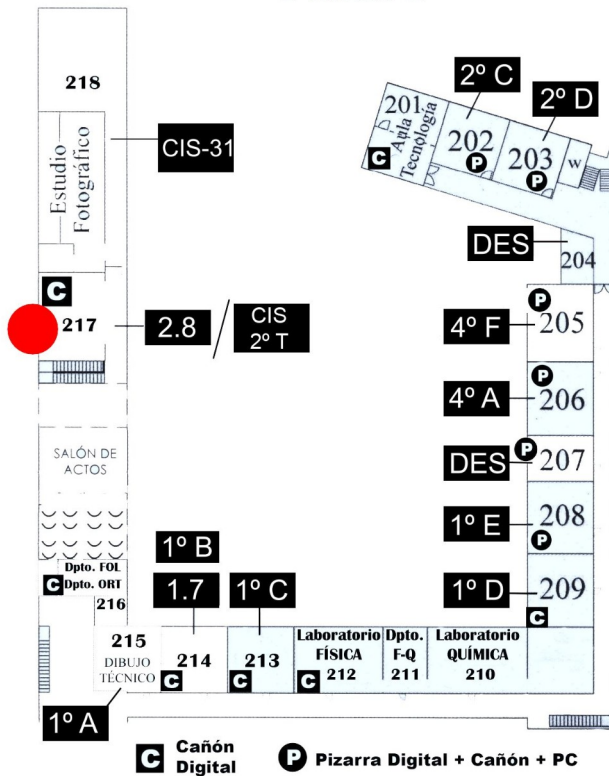 218
Estudio
Fotográfico
CIS-31
C
217
2.8
CIS
2º T
SALÓN DE
ACTOS
Dpto. FOL
C Dpto. ORT
216
215
DIBUJO
TÉCNICO
1º A
1º B
1.7
214
C
1º C
213
C
Laboratorio
FÍSICA
212
C
Dpto.
F-Q
211
Laboratorio
QUÍMICA
210
2º C
2º D
201
Aula
Tecnología
C
202
P
203
P
W
DES
204
P
4º F
205
P
4º A
206
P
DES
207
1º E
208
P
1º D
209
C
C Cañón
Digital
P Pizarra Digital + Cañón + PC